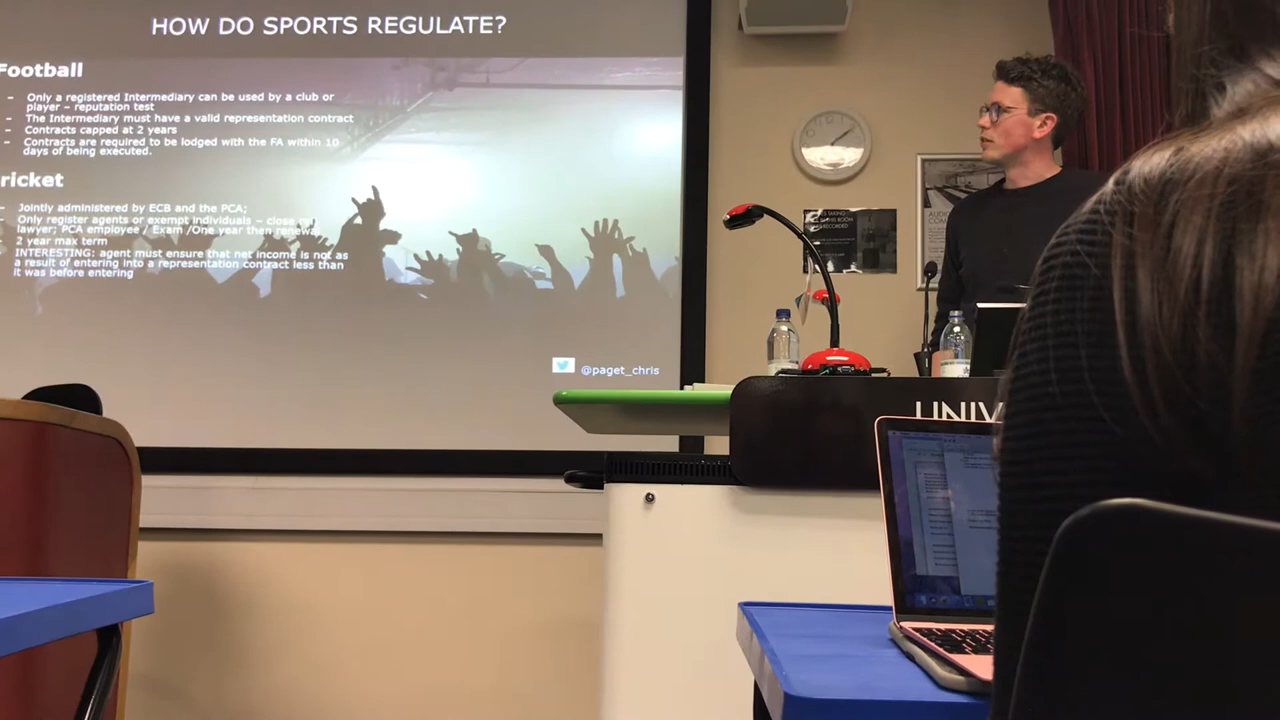 HOW DO SPORTS REGULATE?
Football
- Only a registered Intermediary can be used by a club or
player – reputation test
- The Intermediary must have a valid representation contract
- Contracts capped at 2 years
- Contracts are required to be lodged with the FA within 10
days of being executed.
ricket
- Jointly administered by ECB and the PCA;
- Only register agents or exempt individuals – close
lawyer; PCA employee / Exam /One year then renewal
- 2 year max term
- INTERESTING: agent must ensure that net income is not as
a result of entering into a representation contract less than
it was before entering
@paget_chris
UNIV